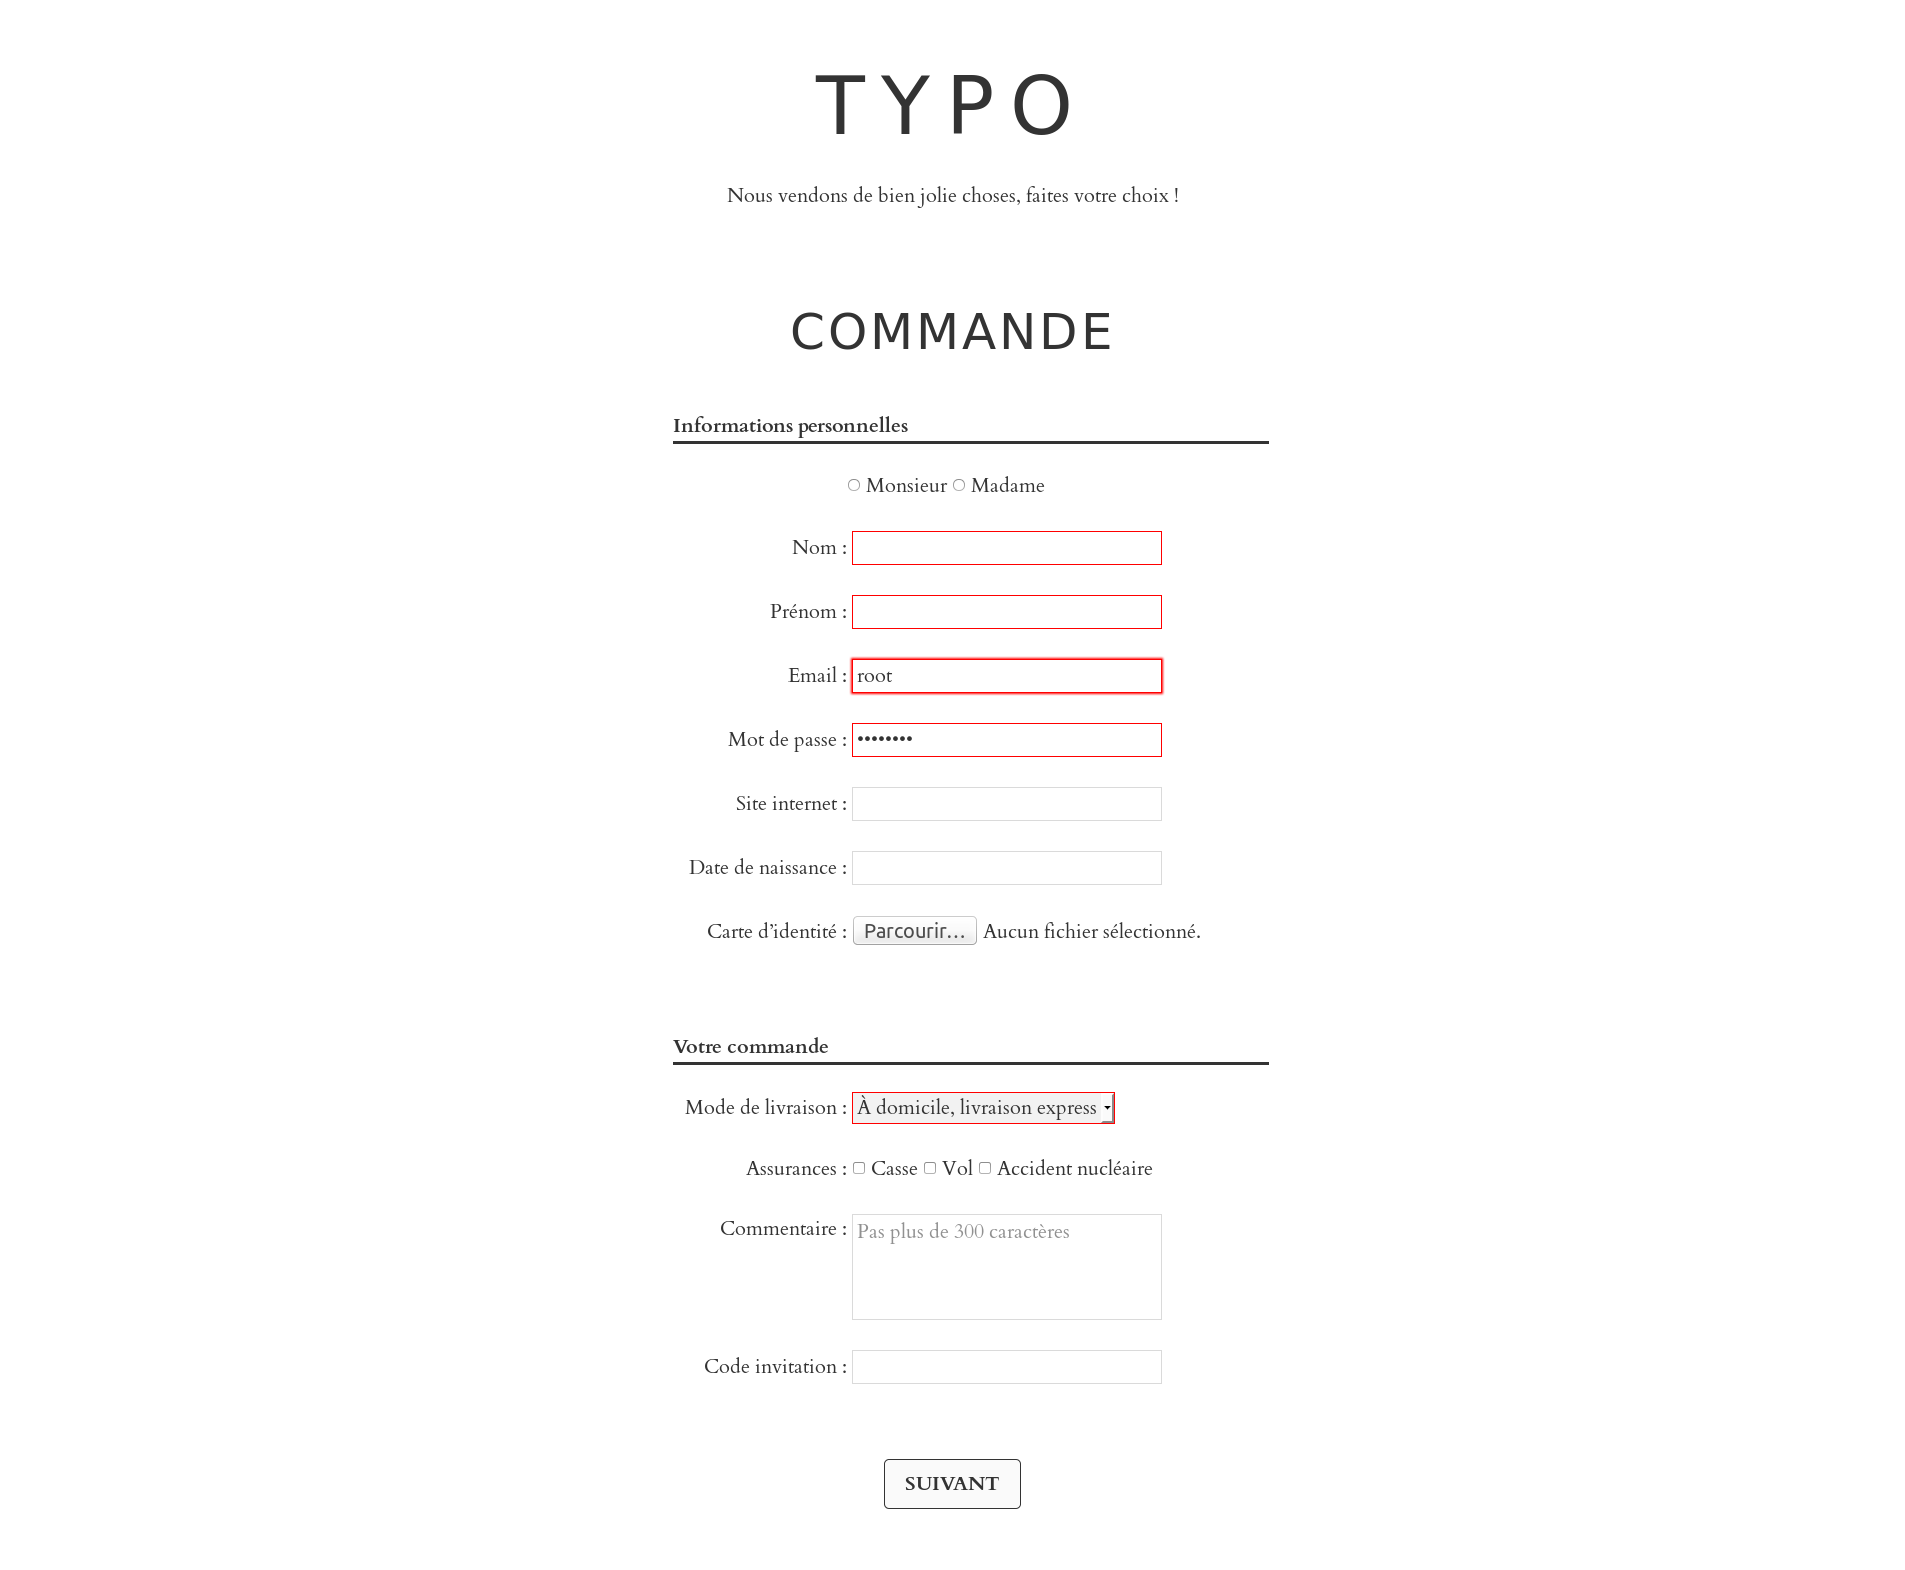 TYPO
Nous vendons de bien jolie choses, faites votre choix !
COMMANDE
Informations personnelles
Monsieur Madame
Nom :
Prénom :
Email : root
Mot de passe : ••••••••
Site internet :
Date de naissance :
Carte d’identité : Parcourir… Aucun fichier sélectionné.
Votre commande
Mode de livraison : À domicile, livraison express
Assurances : Casse Vol Accident nucléaire
Commentaire : Pas plus de 300 caractères
Code invitation :
SUIVANT